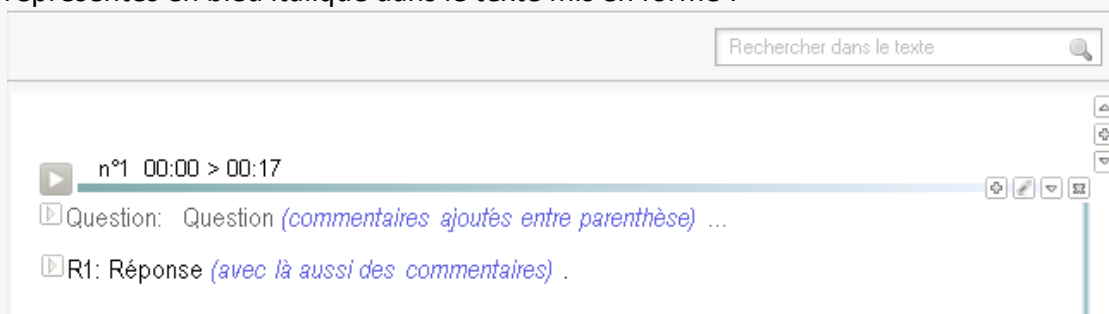 représentés en bleu italique dans le texte mis en forme :
Rechercher dans le texte
n°1 00:00 > 00:17
Question: Question (commentaires ajoutés entre parenthèse) ...
R1: Réponse (avec là aussi des commentaires) .